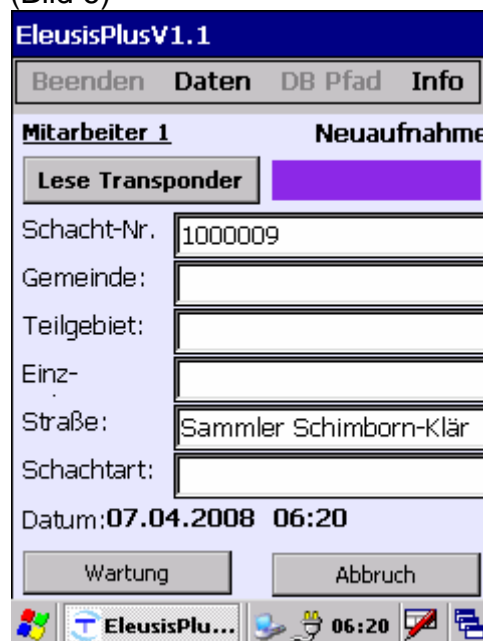 (Bild 3)
EleusisPlusV1.1
Beenden Daten DB Pfad Info
Mitarbeiter 1 Neuaufnahme
Lese Transponder
Schacht-Nr. 1000009
Gemeinde:
Teilgebiet:
Einz-
Straße: Sammler Schimborn-Klär
Schachtart:
Datum:07.04.2008 06:20
Wartung Abbruch
EleusisPlu... 06:20